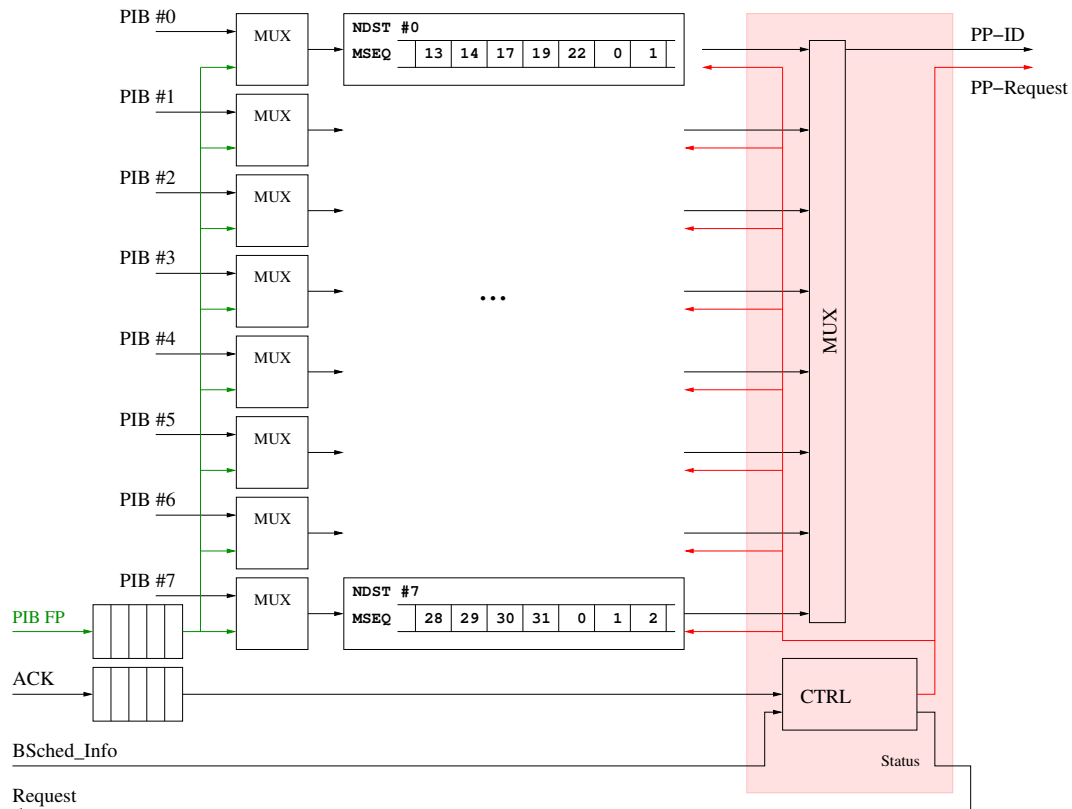 PIB #0
MUX
NDST #0
MSEQ 13 14 17 19 22 0 1
PP−ID
PP−Request
PIB #1
MUX
PIB #2
MUX
PIB #3
MUX
...
MUX
PIB #4
MUX
PIB #5
MUX
PIB #6
MUX
PIB #7
MUX
NDST #7
MSEQ 28 29 30 31 0 1 2
PIB FP
ACK
CTRL
BSched_Info
Status
Request